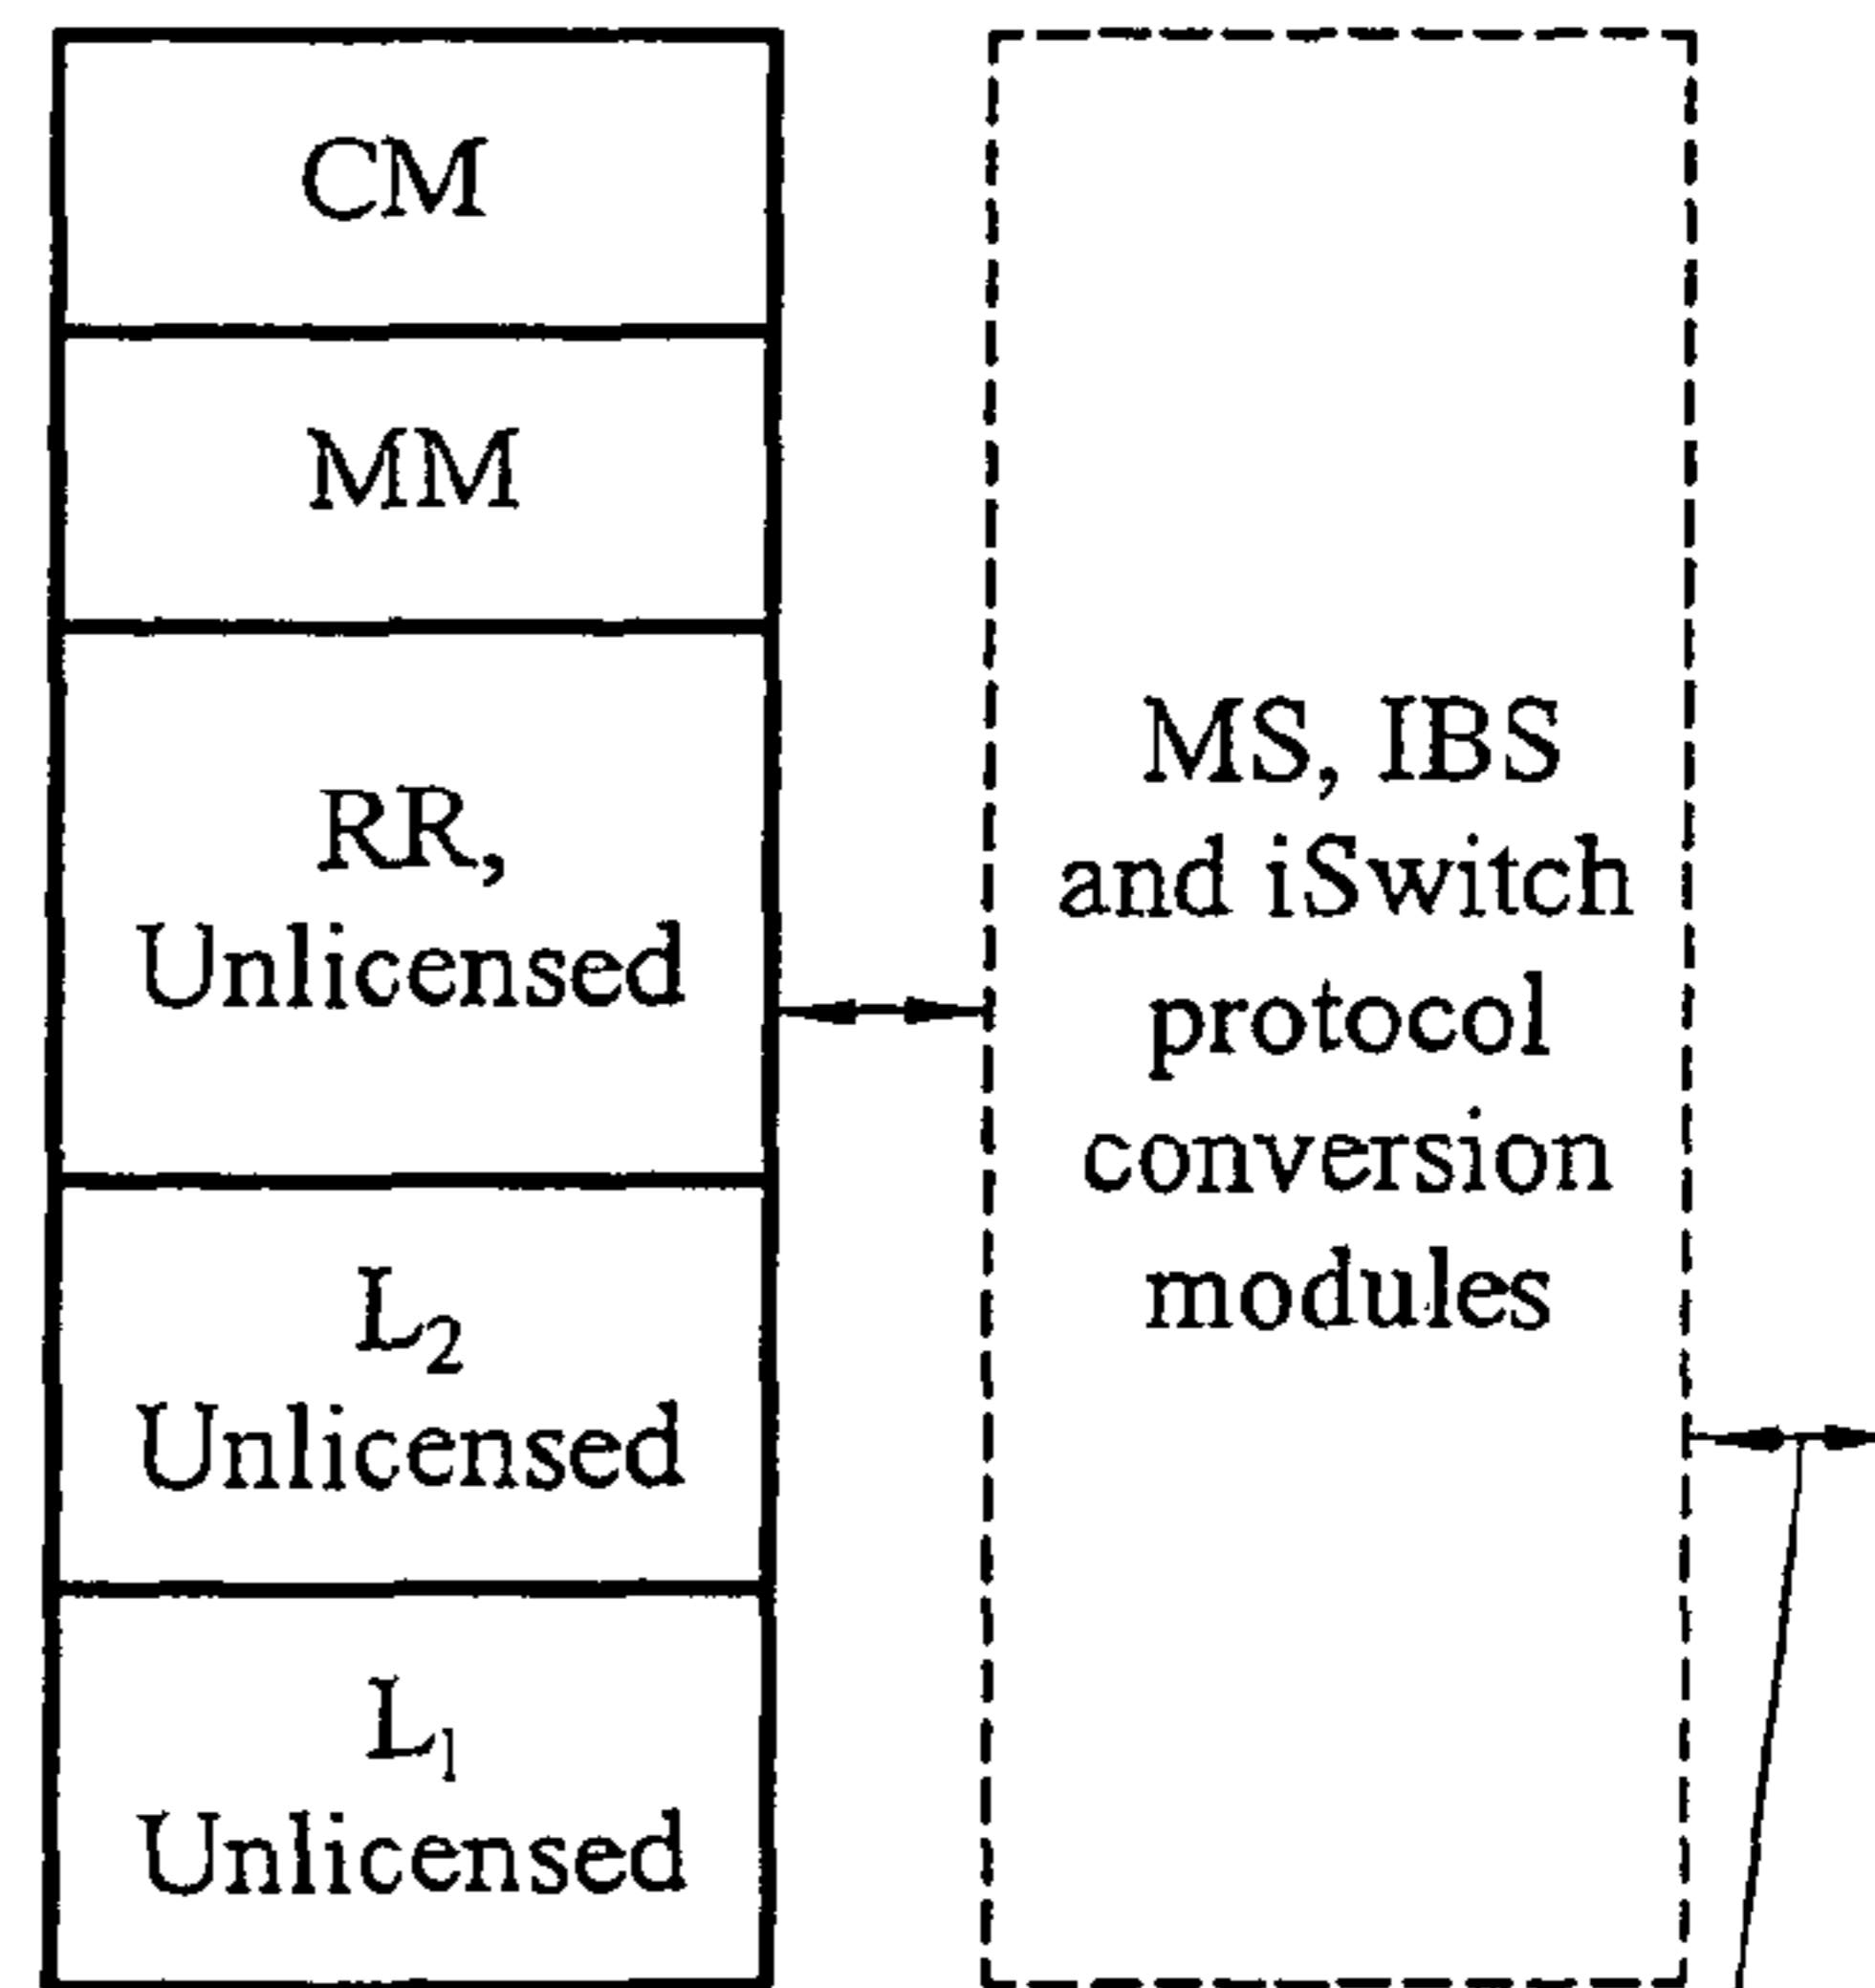 CM
MM
RR,
Unlicensed
L₂
Unlicensed
L₁
Unlicensed
MS, IBS
and iSwitch
protocol
conversion
modules